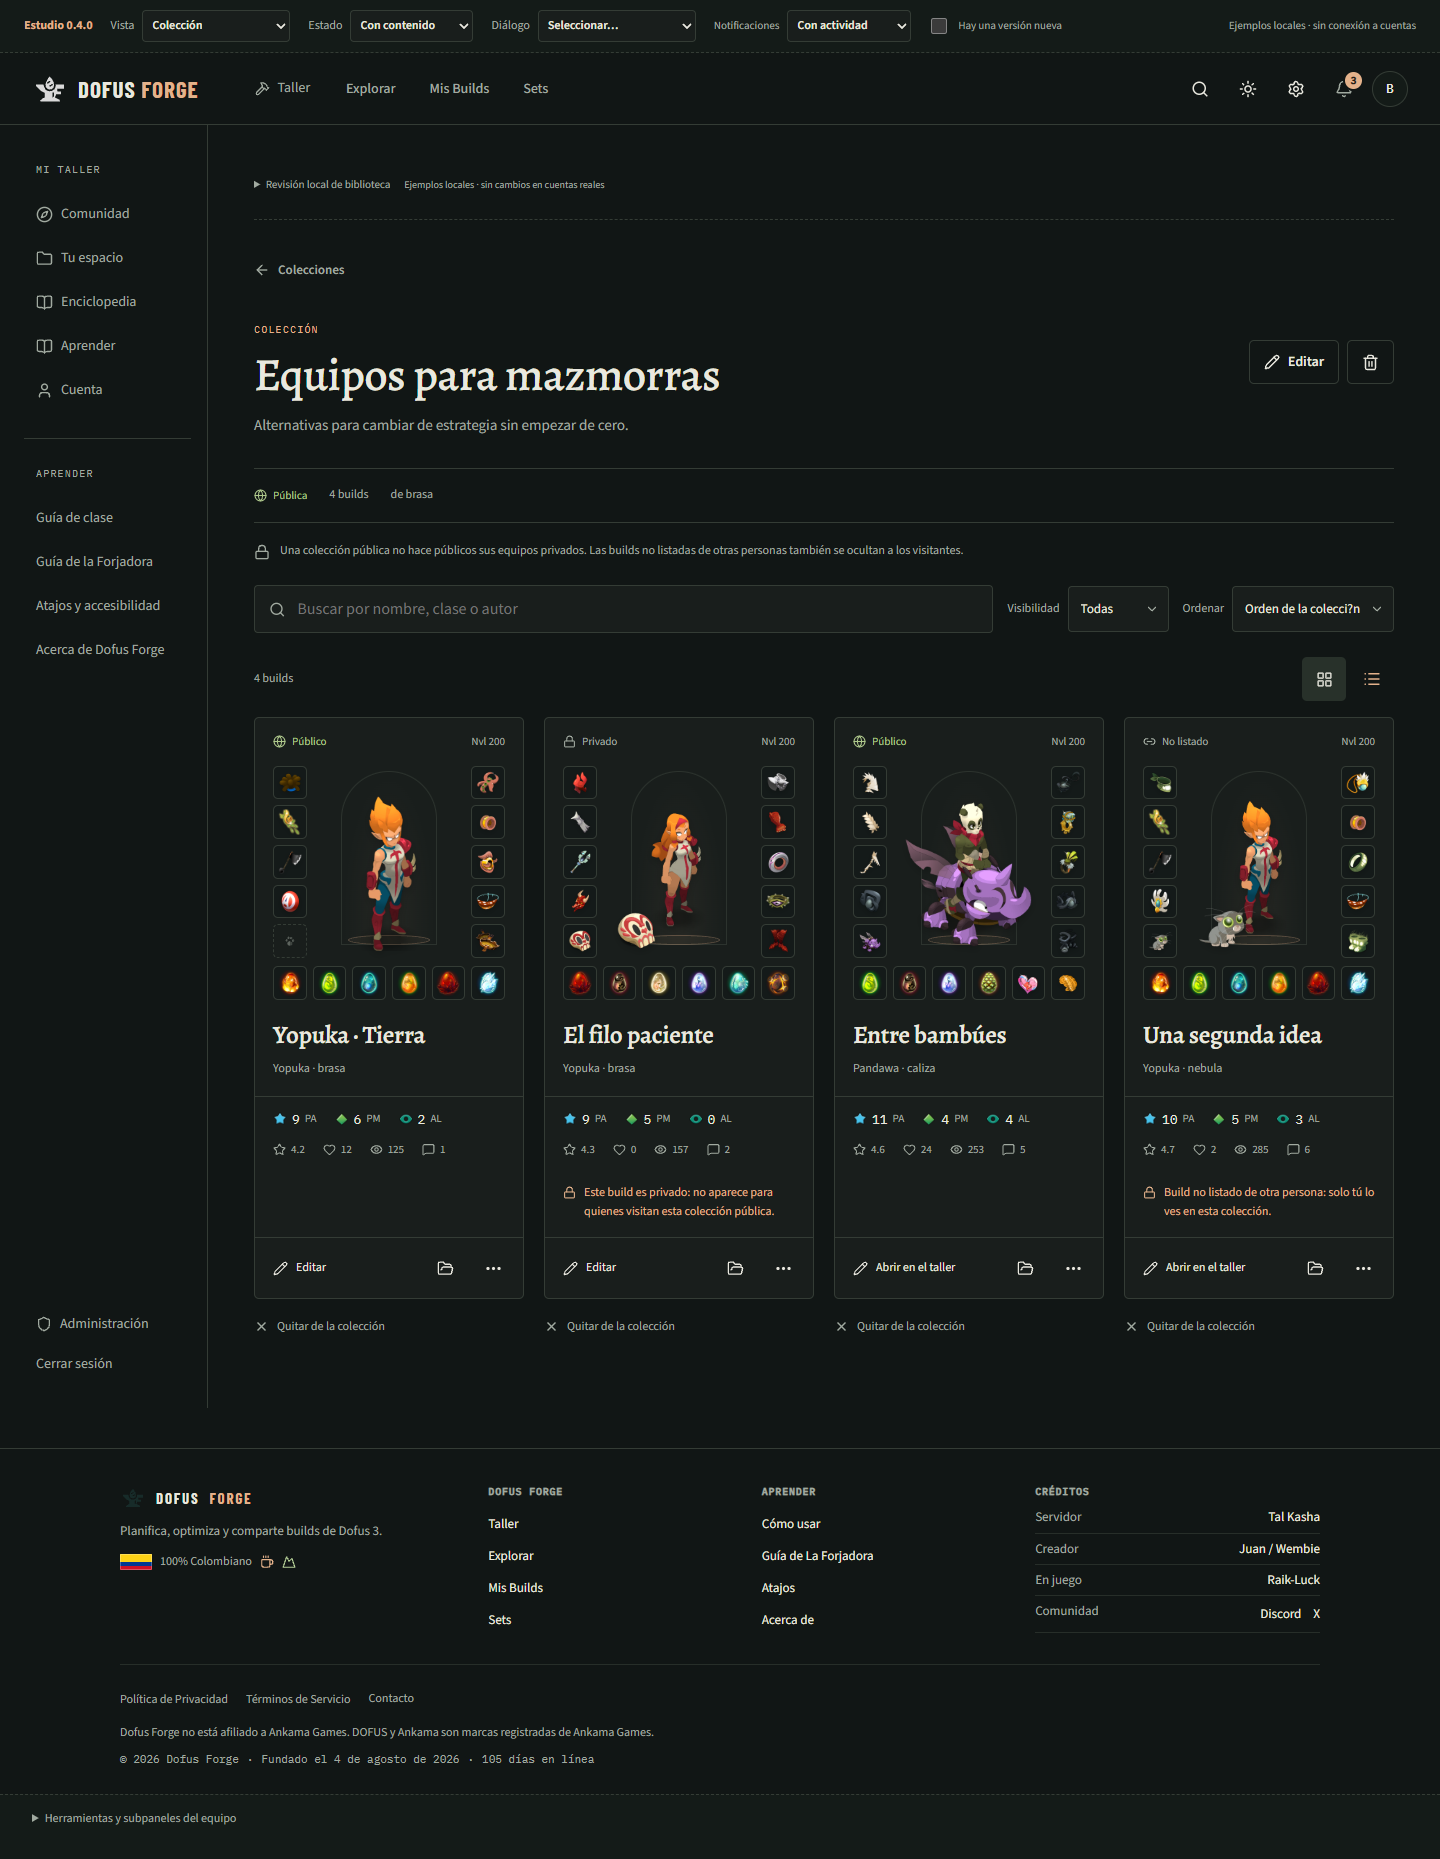 Estudio 0.4.0 Vista Colección Estado Con contenido Diálogo Seleccionar... Notificaciones Con actividad Hay una versión nueva Ejemplos locales · sin conexión a cuentas
DOFUS FORGE Taller Explorar Mis Builds Sets 3 B
MI TALLER
Comunidad
Tu espacio
Enciclopedia
Aprender
Cuenta
APRENDER
Guía de clase
Guía de la Forjadora
Atajos y accesibilidad
Acerca de Dofus Forge
Administración
Cerrar sesión
Revisión local de biblioteca Ejemplos locales · sin cambios en cuentas reales
Colecciones
COLECCIÓN
Equipos para mazmorras
Editar
Alternativas para cambiar de estrategia sin empezar de cero.
Pública 4 builds de brasa
Una colección pública no hace públicos sus equipos privados. Las builds no listadas de otras personas también se ocultan a los visitantes.
Buscar por nombre, clase o autor Visibilidad Todas Ordenar Orden de la colecci?n
4 builds
Público Nvl 200
Yopuka · Tierra
Yopuka · brasa
9 PA 6 PM 2 AL
4.2 12 125 1
Editar
Quitar de la colección
Privado Nvl 200
El filo paciente
Yopuka · brasa
9 PA 5 PM 0 AL
4.3 0 157 2
Este build es privado: no aparece para
quienes visitan esta colección pública.
Editar
Quitar de la colección
Público Nvl 200
Entre bambúes
Pandawa · caliza
11 PA 4 PM 4 AL
4.6 24 253 5
Abrir en el taller
Quitar de la colección
No listado Nvl 200
Una segunda idea
Yopuka · nebula
10 PA 5 PM 3 AL
4.7 2 285 6
Build no listado de otra persona: solo tú lo
ves en esta colección.
Abrir en el taller
Quitar de la colección
DOFUS FORGE
Planifica, optimiza y comparte builds de Dofus 3.
100% Colombiano
DOFUS FORGE
Taller
Explorar
Mis Builds
Sets
APRENDER
Cómo usar
Guía de La Forjadora
Atajos
Acerca de
CRÉDITOS
Servidor Tal Kasha
Creador Juan / Wembie
En juego Raik-Luck
Comunidad Discord X
Política de Privacidad Términos de Servicio Contacto
Dofus Forge no está afiliado a Ankama Games. DOFUS y Ankama son marcas registradas de Ankama Games.
© 2026 Dofus Forge · Fundado el 4 de agosto de 2026 · 105 días en línea
Herramientas y subpaneles del equipo